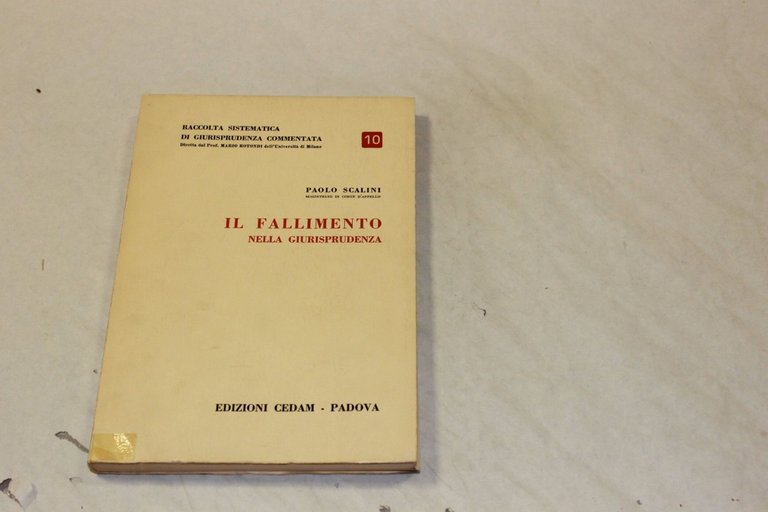 RACCOLTA SISTEMATICA
DI GIURISPRUDENZA COMMENTATA
Diretta dal Prof. MARIO ROTONDI dell'Università di Milano
10
PAOLO SCALINI
MAGISTRATO DI CORTE D'APPELLO
IL FALLIMENTO
NELLA GIURISPRUDENZA
EDIZIONI CEDAM - PADOVA